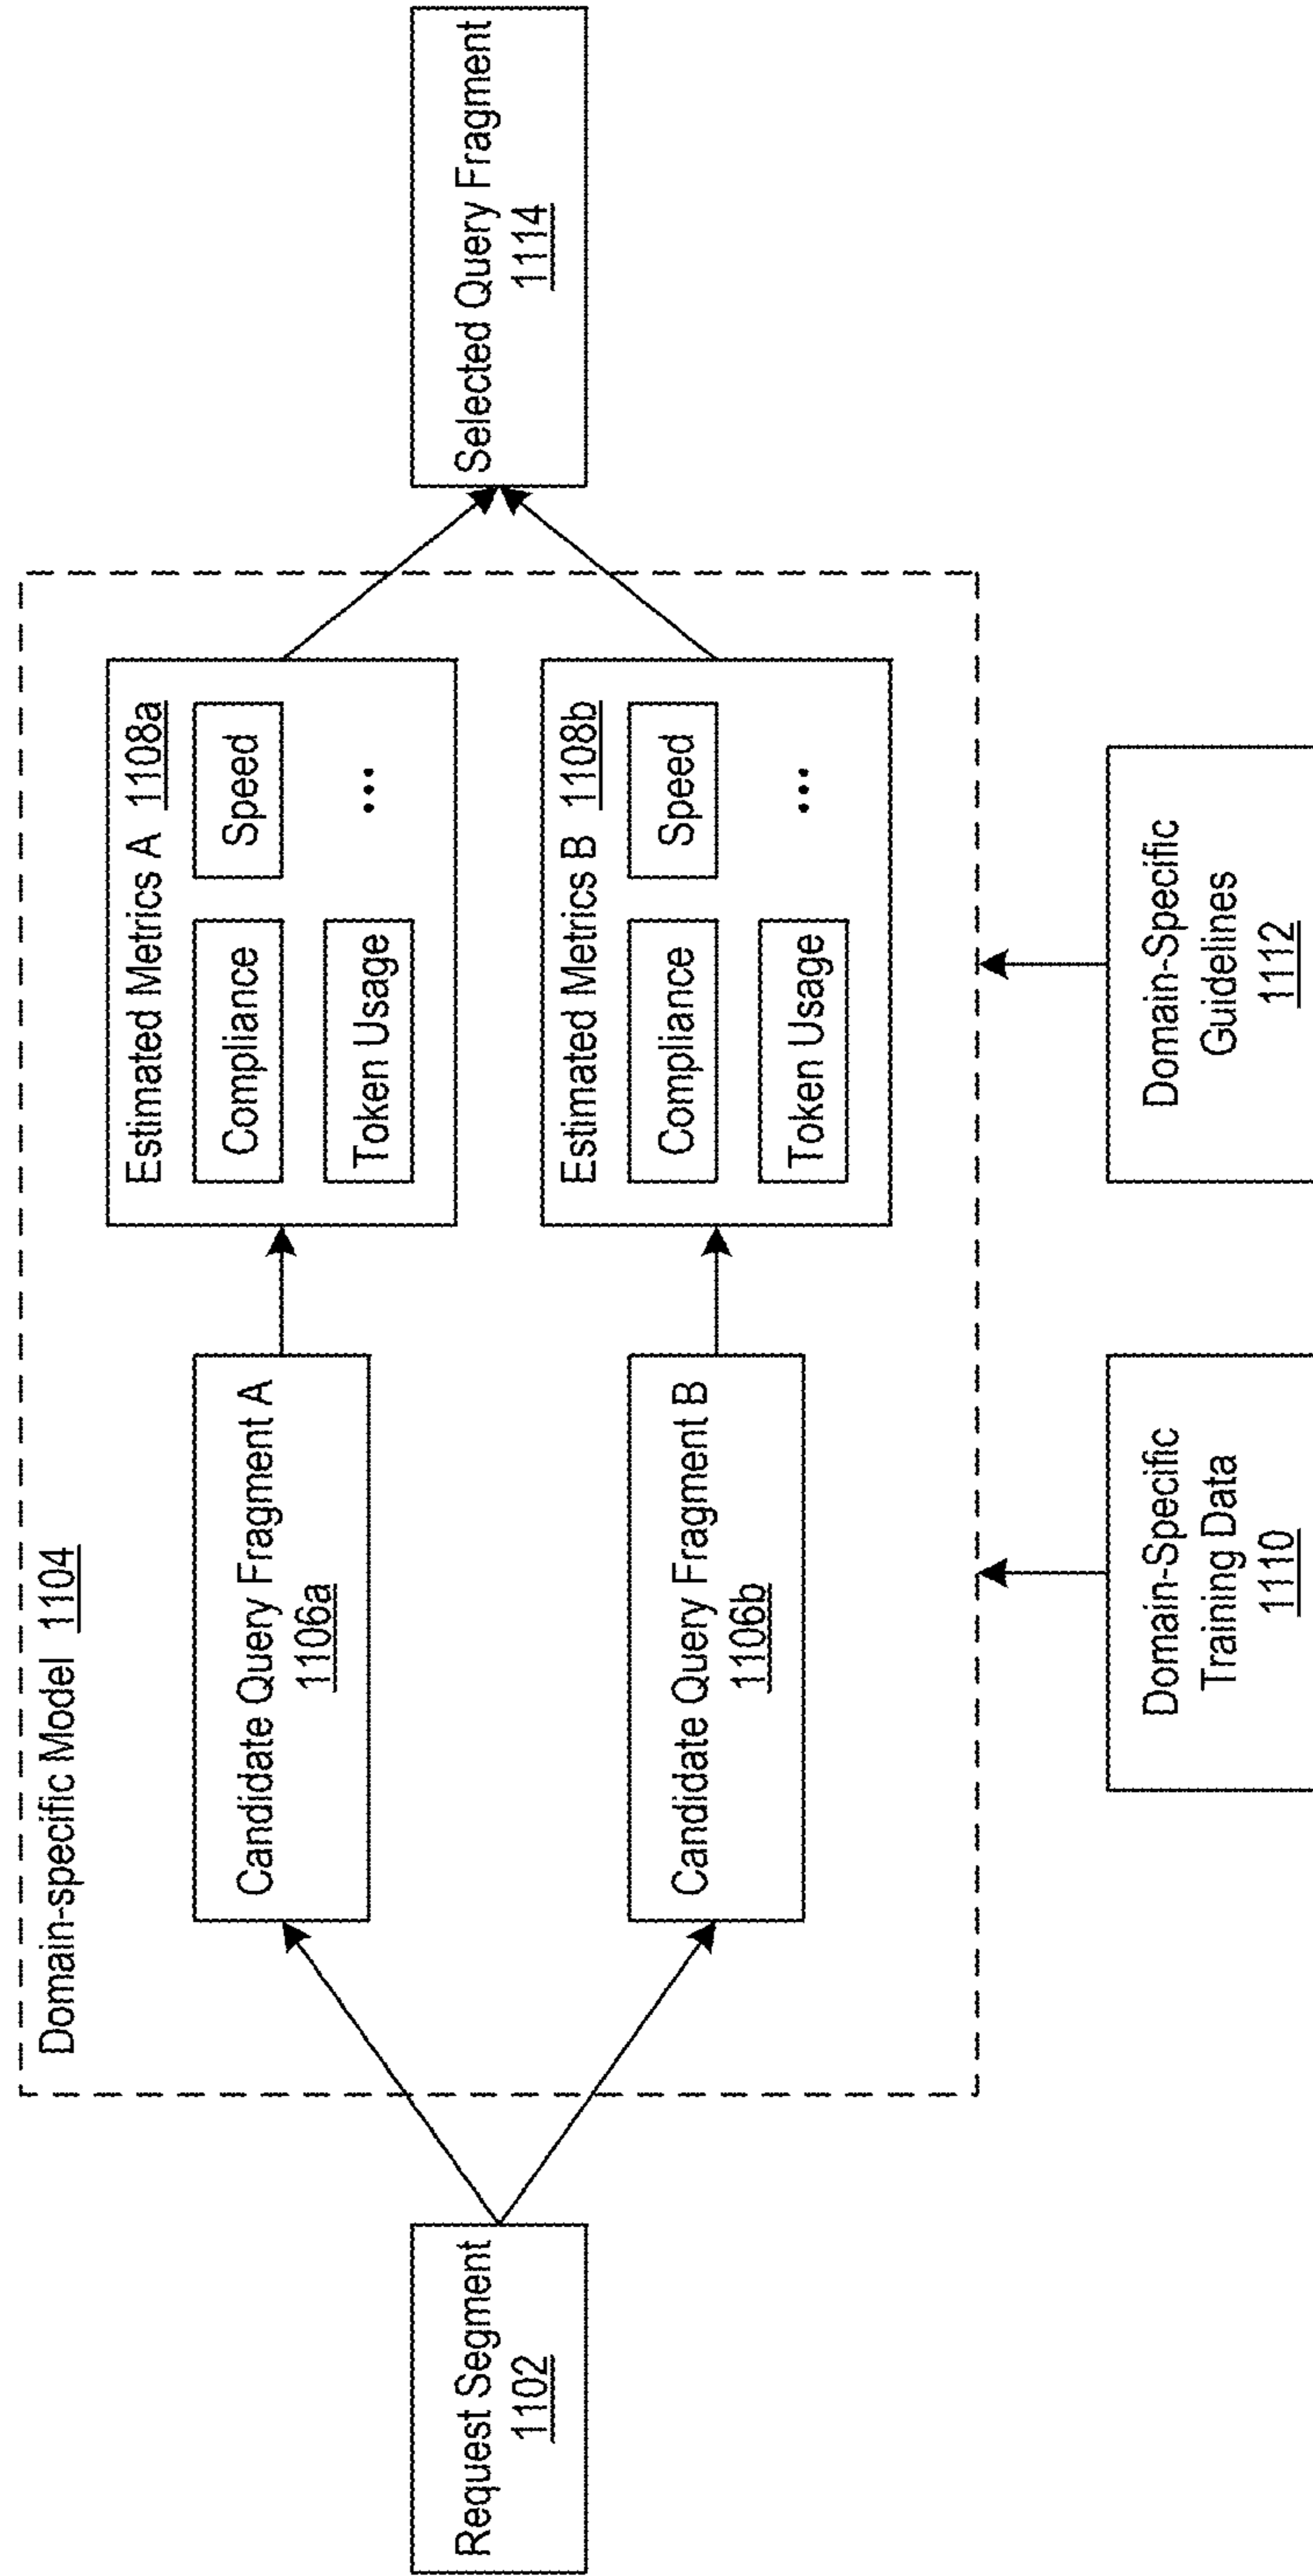 Domain-specific Model 1104
Request Segment
1102
Candidate Query Fragment A
1106a
Estimated Metrics A 1108a
Compliance
Speed
Token Usage
...
Candidate Query Fragment B
1106b
Estimated Metrics B 1108b
Compliance
Speed
Token Usage
...
Selected Query Fragment
1114
Domain-Specific
Training Data
1110
Domain-Specific
Guidelines
1112